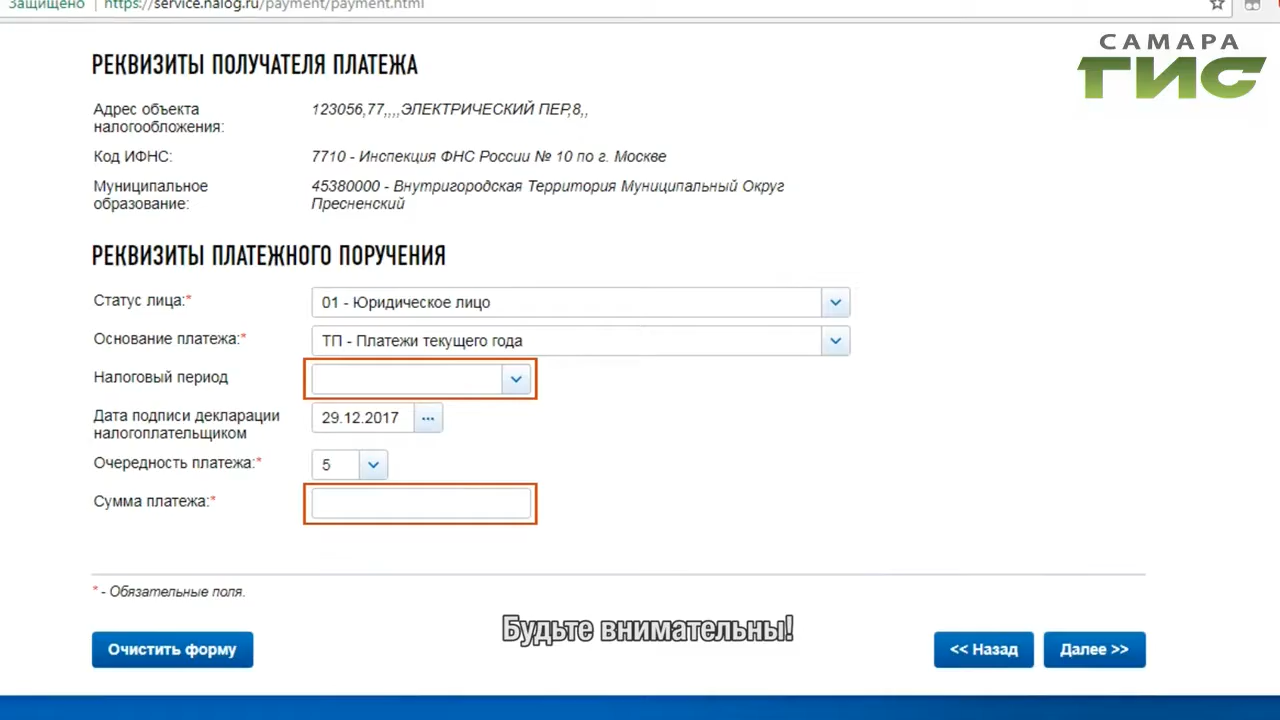 Защищено | https://service.nalog.ru/payment/payment.html
САМАРА
ГИС
РЕКВИЗИТЫ ПОЛУЧАТЕЛЯ ПЛАТЕЖА
Адрес объекта
налогообложения:
123056,77,,,,ЭЛЕКТРИЧЕСКИЙ ПЕР,8,,
Код ИФНС:
7710 - Инспекция ФНС России № 10 по г. Москве
Муниципальное
образование:
45380000 - Внутригородская Территория Муниципальный Округ
Пресненский
РЕКВИЗИТЫ ПЛАТЕЖНОГО ПОРУЧЕНИЯ
Статус лица:*
01 - Юридическое лицо
Основание платежа:*
ТП - Платежи текущего года
Налоговый период
Дата подписи декларации
налогоплательщиком
29.12.2017
...
Очередность платежа:*
5
Сумма платежа:*
* - Обязательные поля.
Будьте внимательны!
Очистить форму
<< Назад
Далее >>